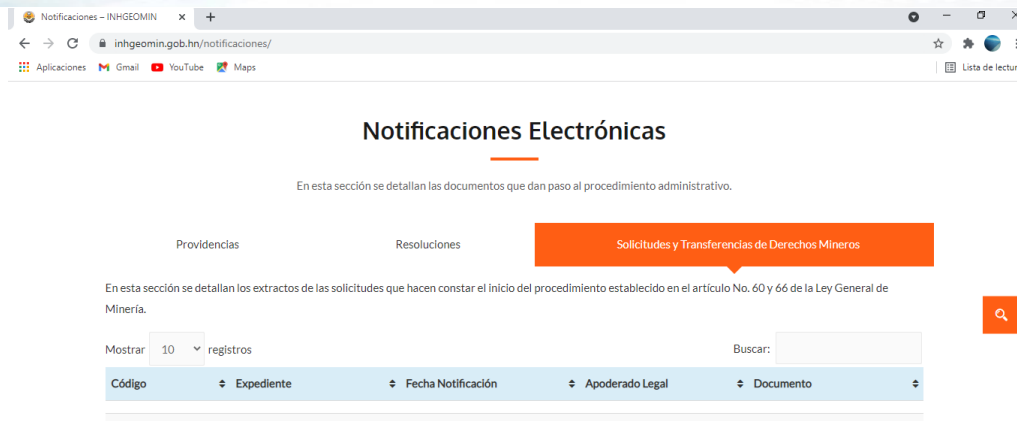 Notificaciones – INHGEOMIN
inhgeomin.gob.hn/notificaciones/
Aplicaciones Gmail YouTube Maps Lista de lectur
Notificaciones Electrónicas
En esta sección se detallan las documentos que dan paso al procedimiento administrativo.
Providencias Resoluciones Solicitudes y Transferencias de Derechos Mineros
En esta sección se detallan los extractos de las solicitudes que hacen constar el inicio del procedimiento establecido en el artículo No. 60 y 66 de la Ley General de
Minería.
Mostrar 10 registros Buscar:
Código Expediente Fecha Notificación Apoderado Legal Documento